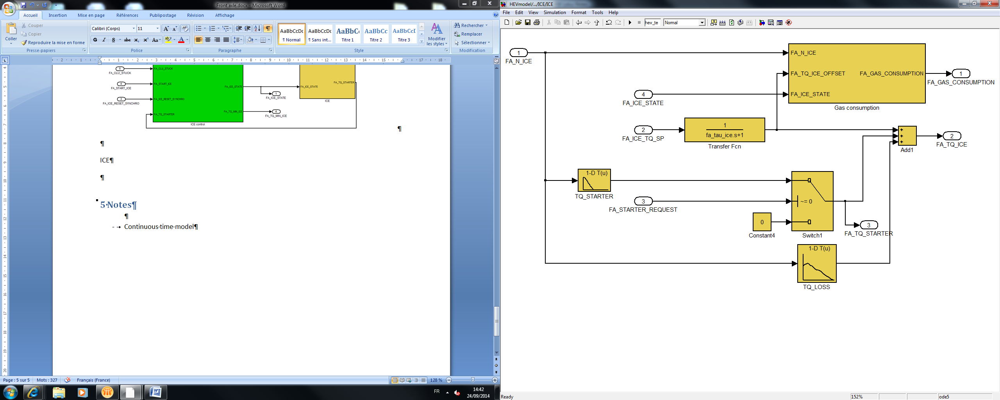 Front axle.docx - Microsoft Word
Accueil Insertion Mise en page Références Publipostage Révision Affichage
Coller
Couper
Copier
Reproduire la mise en forme
Presse-papiers
Calibri (Corps) 11
G I S abc x₂ x² Aa
Police
Paragraphe
AaBbCcDc AaBbCcDc AaBbC AaBbCc AaBbCcI
¶ Normal ¶ Sans int... Titre 1 Titre 2 Titre 3
Modifier
les styles
Style
Rechercher
Remplacer
Sélectionner
Modification
6
FA_CLU_STUCK
4
FA_START_ICE
3
FA_ICE_RESET_SYNCHRO
FA_CLU_STUCK
FA_START_ICE
FA_ICE_RESET_SYNCHRO
FA_TQ_STARTER
FA_ICE_STATE
FA_TQ_MIN_ICE
ICE control
1
FA_ICE_STATE
4
FA_TQ_MIN_ICE
FA_ICE_STATE
FA_TQ_STARTER
ICE
¶
¶
ICE¶
¶
5·Notes¶
¶
- → Continuous·time·model¶
Page : 5 sur 5 Mots : 327 Français (France) 128 %
FR
14:42
24/09/2014
HEVmodel/.../ICE/ICE
File Edit View Simulation Format Tools Help
hev_te Normal
1
FA_N_ICE
4
FA_ICE_STATE
2
FA_ICE_TQ_SP
FA_N_ICE
FA_TQ_ICE_OFFSET FA_GAS_CONSUMPTION
FA_ICE_STATE
Gas consumption
1
FA_GAS_CONSUMPTION
1
fa_tau_ice.s+1
Transfer Fcn
+
+
+
Add1
2
FA_TQ_ICE
1-D T(u)
TQ_STARTER
3
FA_STARTER_REQUEST
0
Constant4
~= 0
Switch1
3
FA_TQ_STARTER
1-D T(u)
TQ_LOSS
Ready 152% ode5